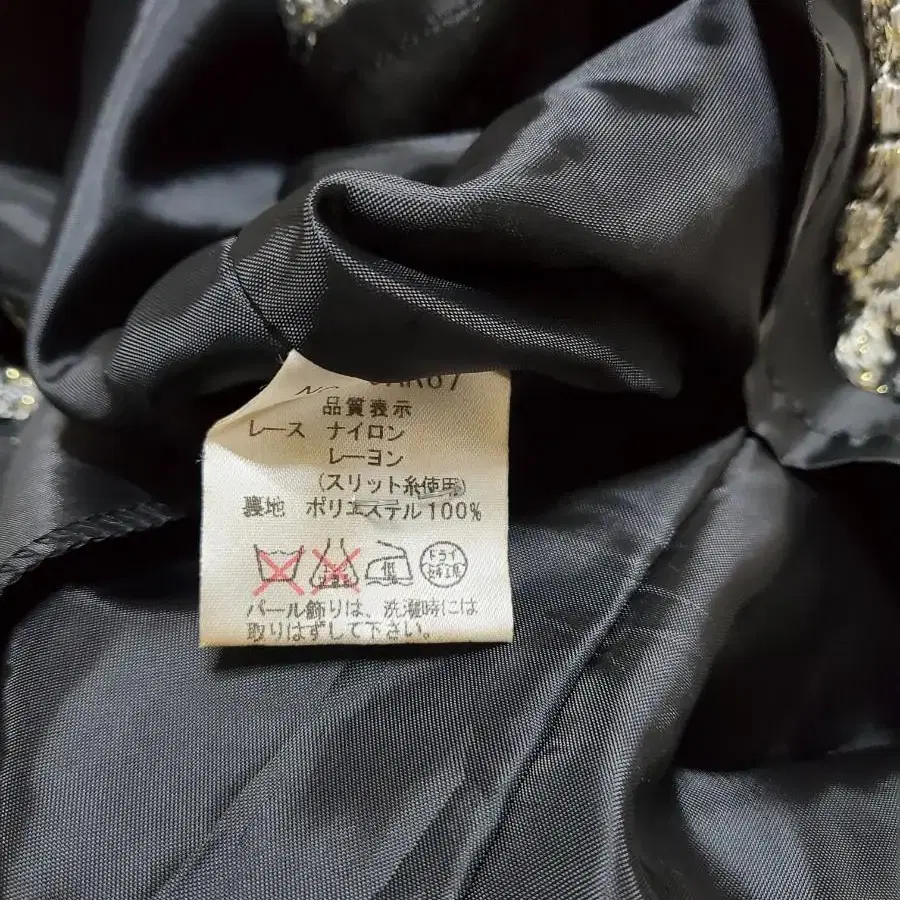 品質表示
レース ナイロン
レーヨン
(スリット糸使用)
裏地 ポリエステル100%
低 ドライ
パール飾りは、洗濯時には
取りはずして下さい。